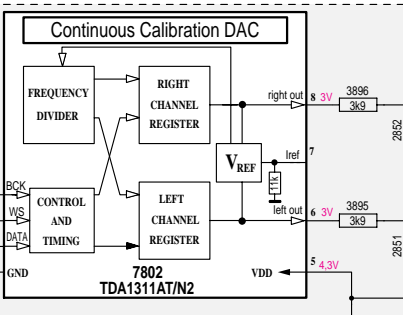 Continuous Calibration DAC
FREQUENCY
DIVIDER
RIGHT
CHANNEL
REGISTER
right out
8 3V
3896
3k9
2852
VREF
Iref
7
11k
BCK
WS
DATA
CONTROL
AND
TIMING
LEFT
CHANNEL
REGISTER
left out
6 3V
3895
3k9
2851
GND
7802
TDA1311AT/N2
VDD
5 4,3V